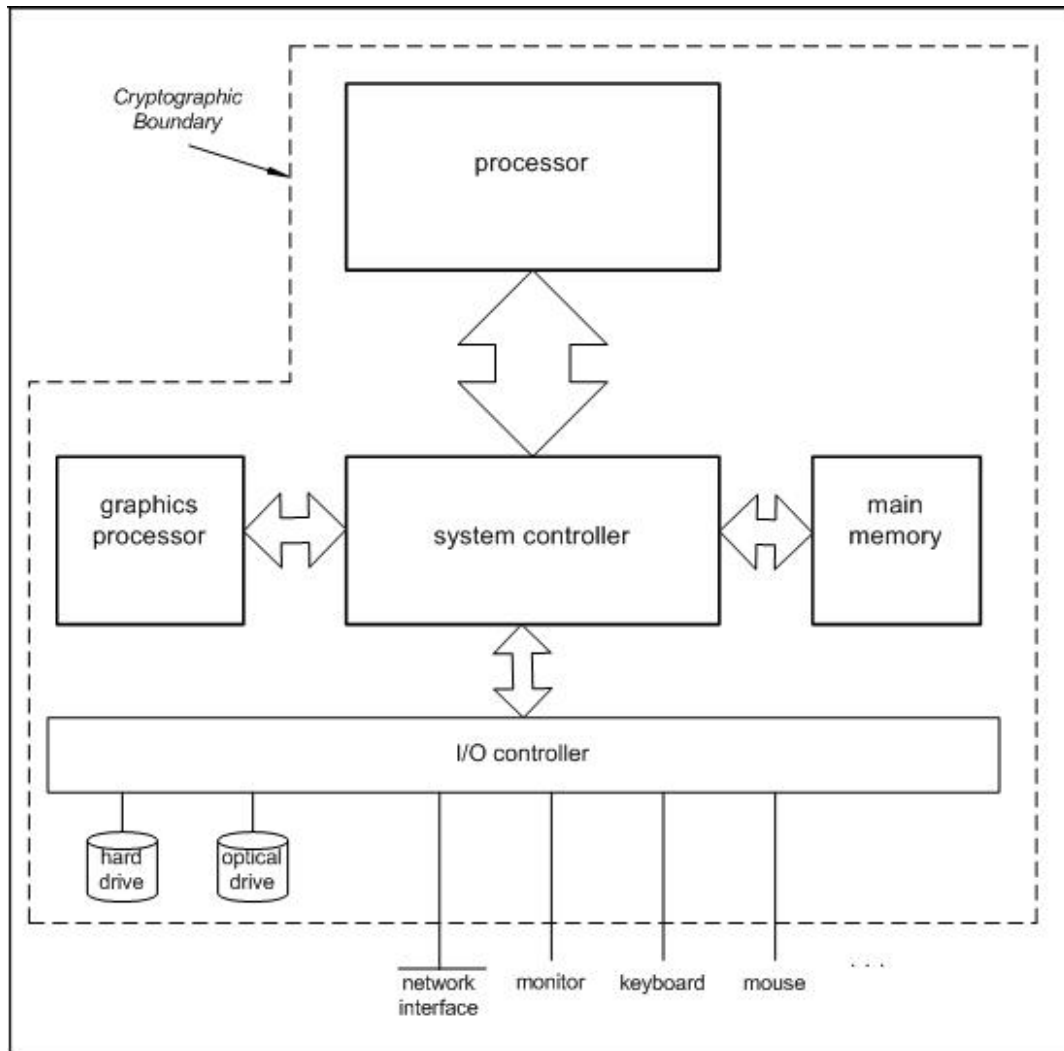 Cryptographic
Boundary
processor
graphics
processor
system controller
main
memory
I/O controller
hard
drive
optical
drive
network
interface
monitor
keyboard
mouse
. . .